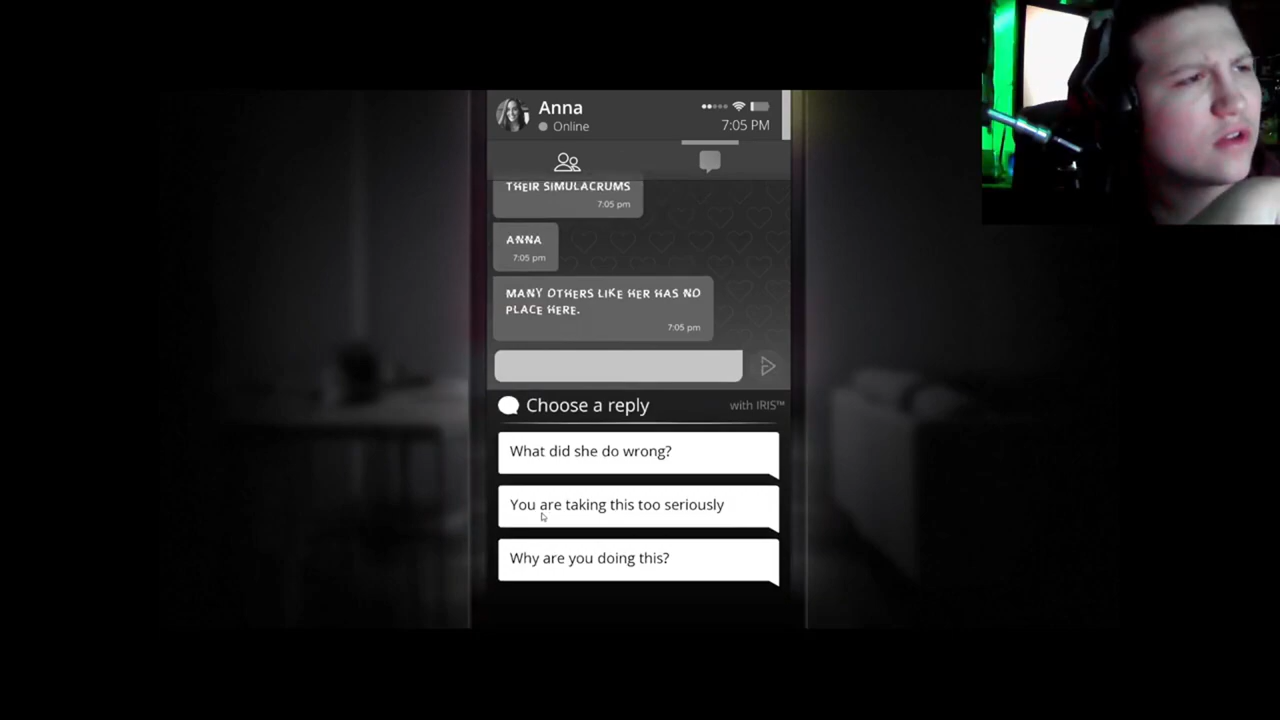 Anna
Online
7:05 PM
THEIR SIMULACRUMS
7:05 pm
ANNA
7:05 pm
MANY OTHERS LIKE HER HAS NO
PLACE HERE.
7:05 pm
Choose a reply
with IRIS™
What did she do wrong?
You are taking this too seriously
Why are you doing this?